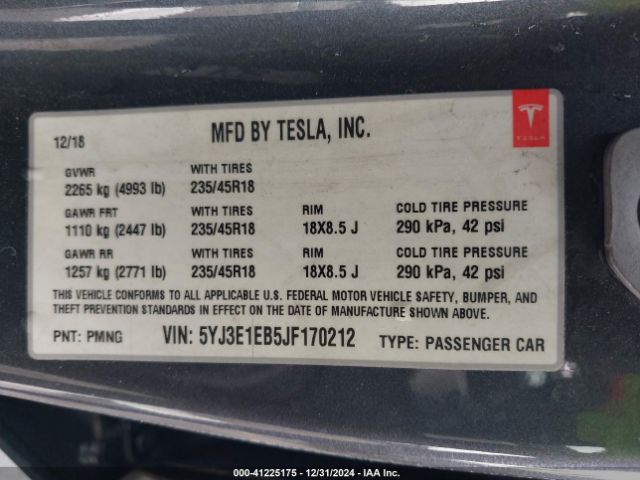 12/18
MFD BY TESLA, INC.
TESLA
GVWR WITH TIRES
2265 kg (4993 lb) 235/45R18
GAWR FRT WITH TIRES RIM COLD TIRE PRESSURE
1110 kg (2447 lb) 235/45R18 18X8.5 J 290 kPa, 42 psi
GAWR RR WITH TIRES RIM COLD TIRE PRESSURE
1257 kg (2771 lb) 235/45R18 18X8.5 J 290 kPa, 42 psi
THIS VEHICLE CONFORMS TO ALL APPLICABLE U.S. FEDERAL MOTOR VEHICLE SAFETY, BUMPER, AND
THEFT PREVENTION STANDARDS IN EFFECT ON THE DATE OF MANUFACTURE SHOWN ABOVE.
PNT: PMNG VIN: 5YJ3E1EB5JF170212 TYPE: PASSENGER CAR
000-41225175 - 12/31/2024 - IAA Inc.